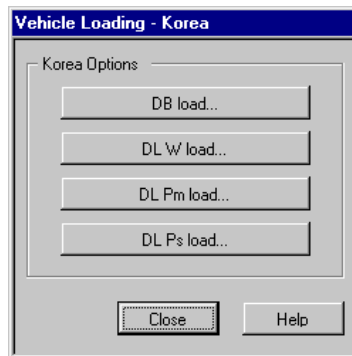 Vehicle Loading - Korea
Korea Options
DB load...
DL W load...
DL Pm load...
DL Ps load...
Close Help